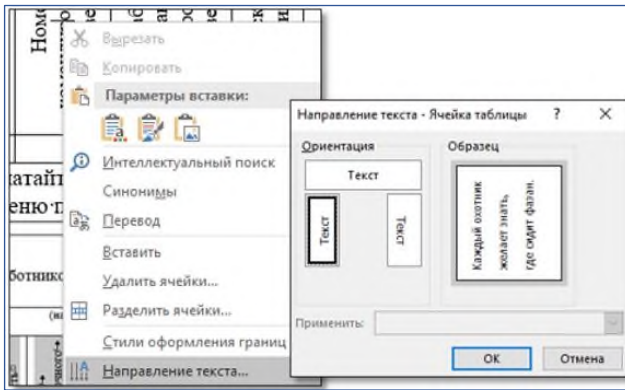 Номе
Вырезать
Копировать
Параметры вставки:
Интеллектуальный поиск
Синонимы
Перевод
Вставить
Удалить ячейки...
Разделить ячейки...
Стили оформления границ
Направление текста...
Направление текста - Ячейка таблицы ? ×
Ориентация
Текст
Текст
Текст
Образец
Каждый охотник
желает знать,
где сидит фазан.
Применить:
ОК Отмена